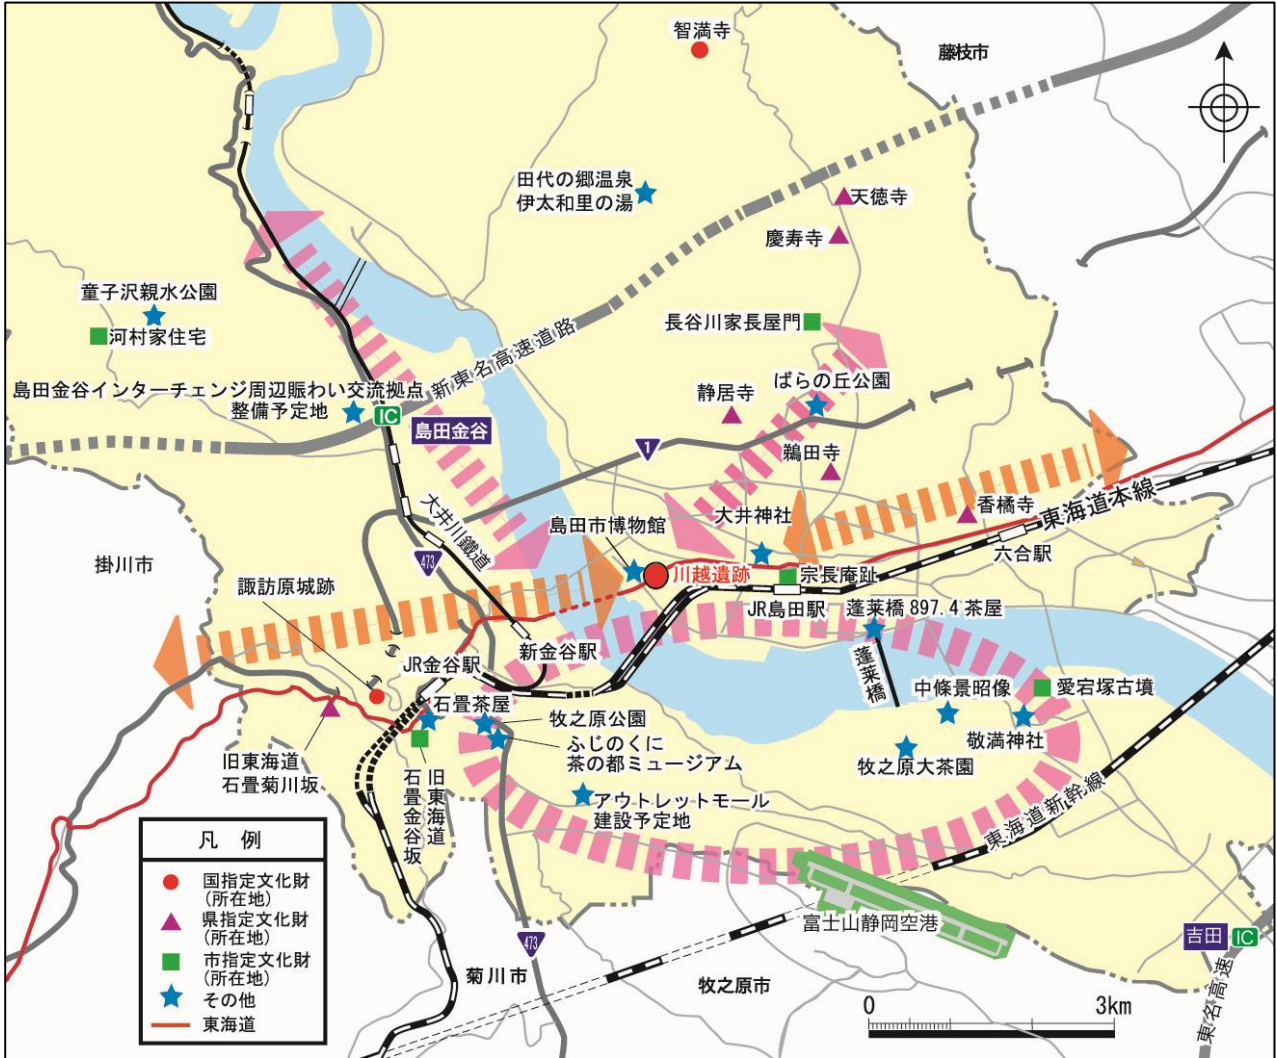 智満寺
藤枝市
田代の郷温泉
伊太和里の湯
天徳寺
慶寿寺
童子沢親水公園
河村家住宅
長谷川家長屋門
新東名高速道路
島田金谷インターチェンジ周辺賑わい交流拠点
整備予定地
IC
島田金谷
ばらの丘公園
静居寺
1
鵜田寺
大井川鐵道
473
島田市博物館
大井神社
香橘寺
東海道本線
六合駅
掛川市
諏訪原城跡
川越遺跡
宗長庵趾
JR島田駅
蓬莱橋 897.4 茶屋
新金谷駅
JR金谷駅
蓬莱橋
石畳茶屋
牧之原公園
中條景昭像
愛宕塚古墳
敬満神社
ふじのくに
茶の都ミュージアム
牧之原大茶園
旧東海道
石畳菊川坂
旧東海道
石畳金谷坂
アウトレットモール
建設予定地
東海道新幹線
富士山静岡空港
473
菊川市
牧之原市
吉田
IC
東名高速
0
3km
凡 例
国指定文化財
(所在地)
県指定文化財
(所在地)
市指定文化財
(所在地)
その他
東海道